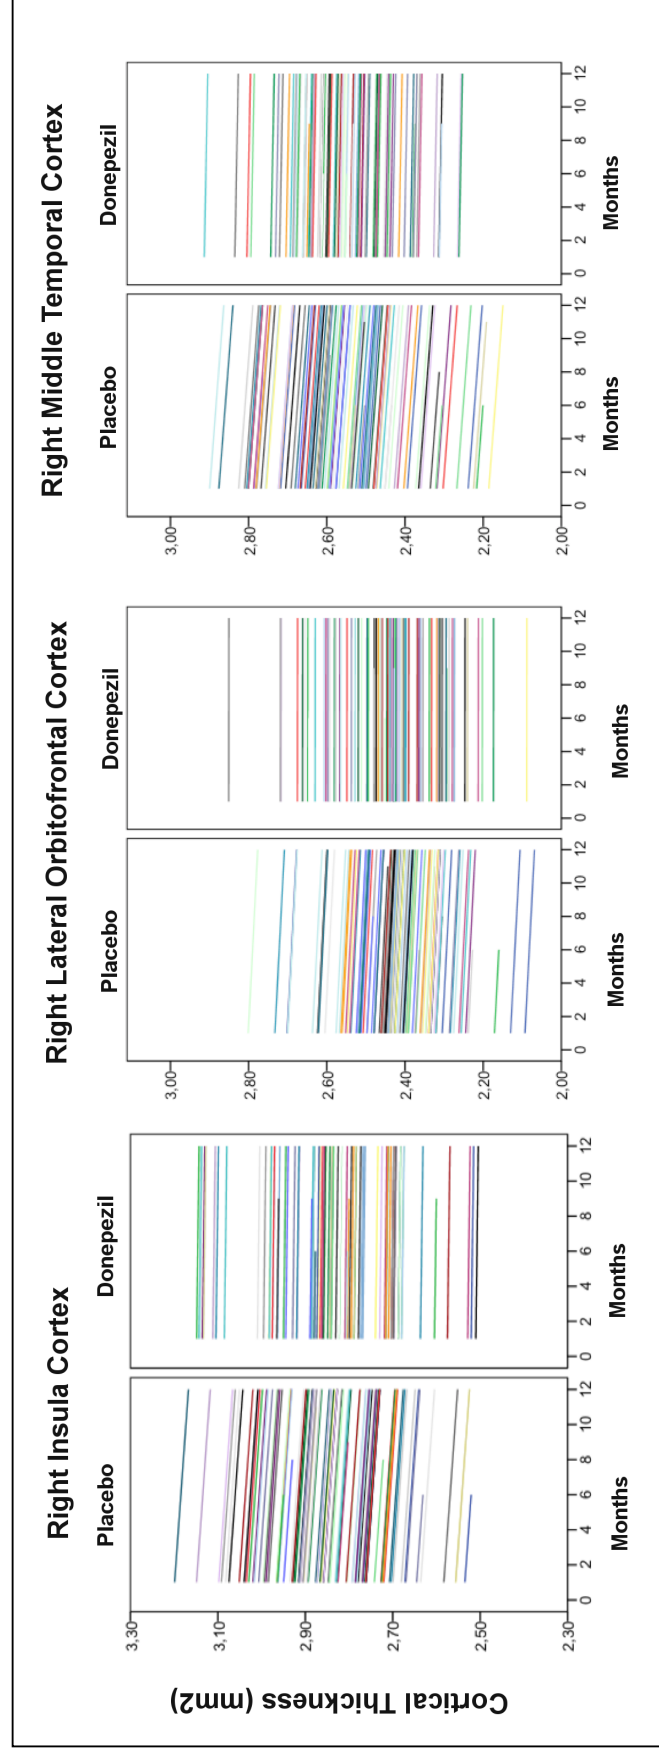 Right Insula Cortex
Right Lateral Orbitofrontal Cortex
Right Middle Temporal Cortex
Placebo
Donepezil
Placebo
Donepezil
Placebo
Donepezil
Cortical Thickness (mm2)
3,30
3,10
2,90
2,70
2,50
2,30
0 2 4 6 8 10 12
0 2 4 6 8 10 12
Months
Months
3,00
2,80
2,60
2,40
2,20
2,00
0 2 4 6 8 10 12
0 2 4 6 8 10 12
Months
Months
3,00
2,80
2,60
2,40
2,20
2,00
0 2 4 6 8 10 12
0 2 4 6 8 10 12
Months
Months